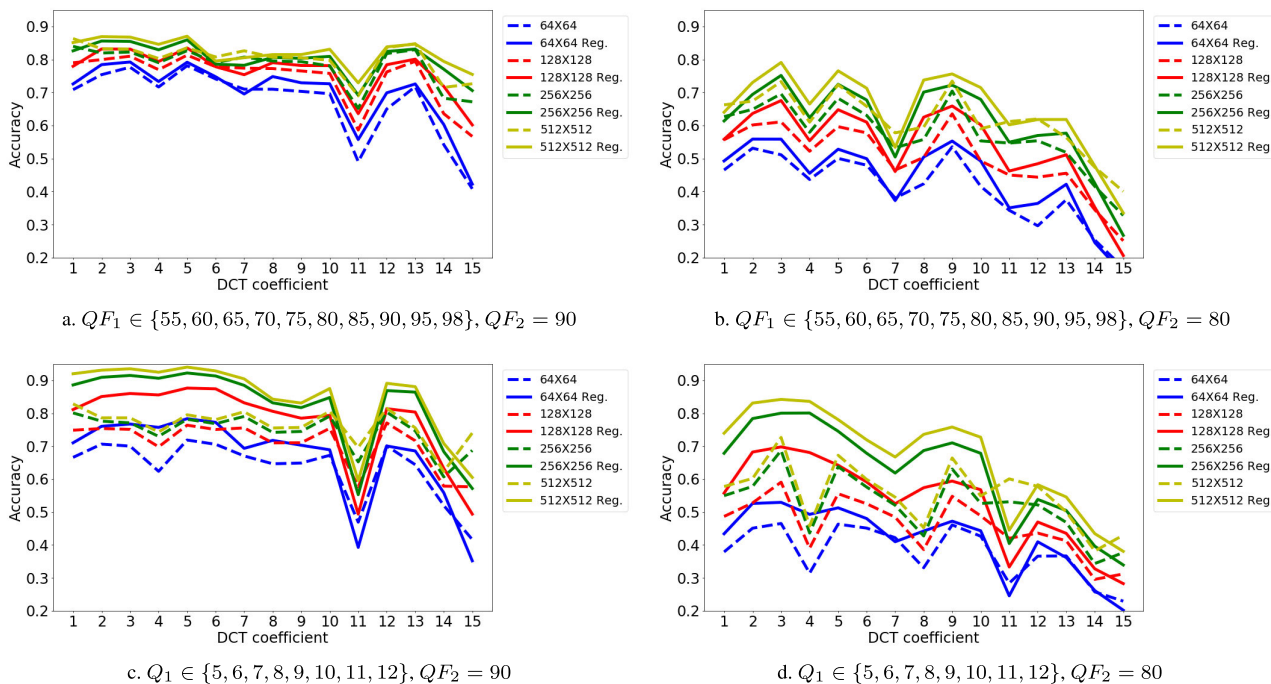 0.9
0.8
0.7
0.6
0.5
0.4
0.3
0.2
Accuracy
1 2 3 4 5 6 7 8 9 10 11 12 13 14 15
DCT coefficient
64X64
64X64 Reg.
128X128
128X128 Reg.
256X256
256X256 Reg.
512X512
512X512 Reg.
a. QF₁ ∈ {55, 60, 65, 70, 75, 80, 85, 90, 95, 98}, QF₂ = 90
0.9
0.8
0.7
0.6
0.5
0.4
0.3
0.2
Accuracy
1 2 3 4 5 6 7 8 9 10 11 12 13 14 15
DCT coefficient
64X64
64X64 Reg.
128X128
128X128 Reg
256X256
256X256 Reg
512X512
512X512 Reg
b. QF₁ ∈ {55, 60, 65, 70, 75, 80, 85, 90, 95, 98}, QF₂ = 80
0.9
0.8
0.7
0.6
0.5
0.4
0.3
0.2
Accuracy
1 2 3 4 5 6 7 8 9 10 11 12 13 14 15
DCT coefficient
64X64
64X64 Reg.
128X128
128X128 Reg.
256X256
256X256 Reg.
512X512
512X512 Reg.
c. Q₁ ∈ {5, 6, 7, 8, 9, 10, 11, 12}, QF₂ = 90
0.9
0.8
0.7
0.6
0.5
0.4
0.3
0.2
Accuracy
1 2 3 4 5 6 7 8 9 10 11 12 13 14 15
DCT coefficient
64X64
64X64 Reg.
128X128
128X128 Reg
256X256
256X256 Reg
512X512
512X512 Reg
d. Q₁ ∈ {5, 6, 7, 8, 9, 10, 11, 12}, QF₂ = 80